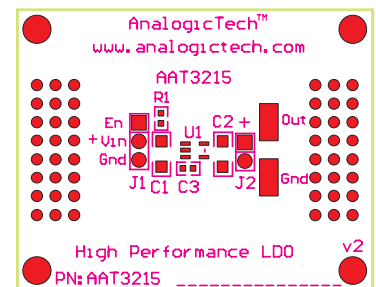 AnalogicTech™
www.analogictech.com
AAT3215
R1
En
C2 +
Out
U1
+ Vin
Gnd
Gnd
J1 C1 C3 J2
High Performance LDO
v2
PN: AAT3215 _______________